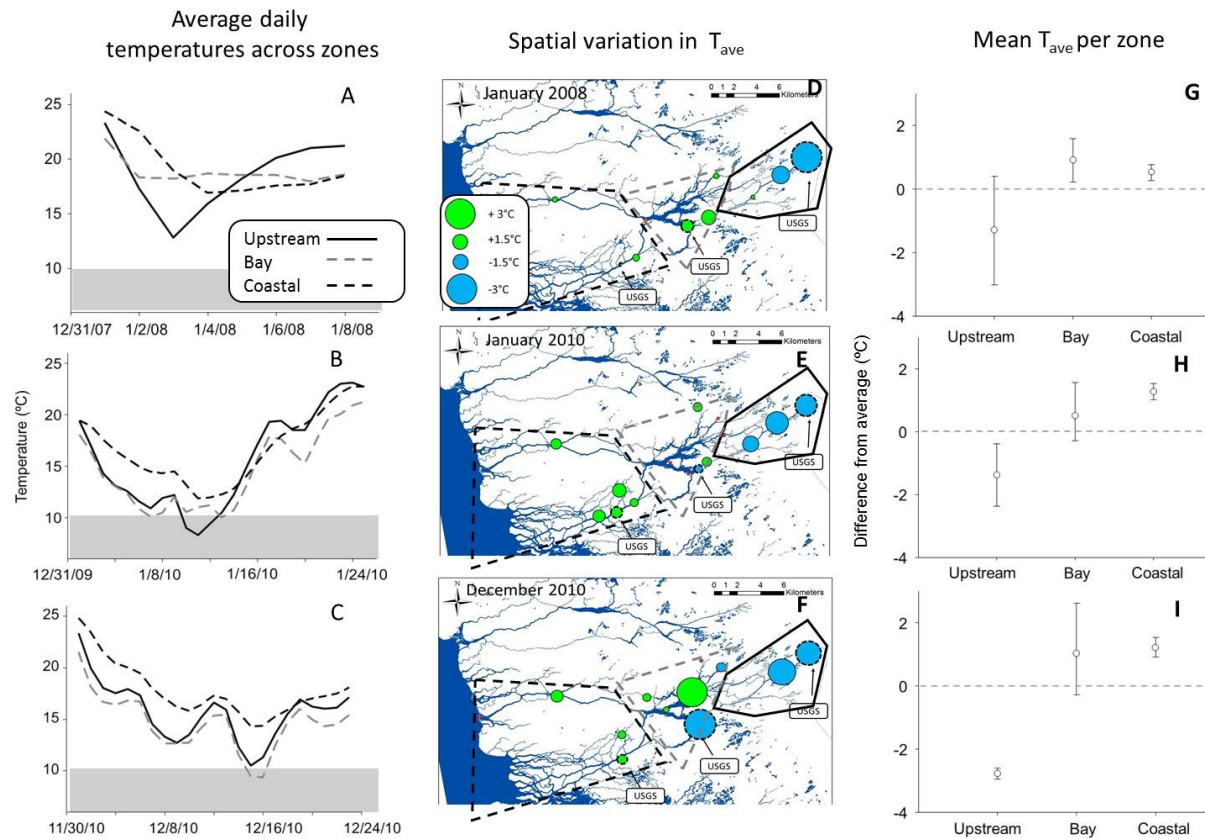 Average daily
temperatures across zones
Spatial variation in Tave
Mean Tave per zone
A
25
20
15
10
Upstream
Bay
Coastal
12/31/07 1/2/08 1/4/08 1/6/08 1/8/08
B
25
20
15
10
Temperature (ºC)
12/31/09 1/8/10 1/16/10 1/24/10
C
25
20
15
10
11/30/10 12/8/10 12/16/10 12/24/10
N
January 2008
0 1 2 4 6
Kilometers
D
+ 3°C
+1.5°C
-1.5°C
-3°C
USGS
USGS
USGS
N
January 2010
0 1 2 4 6
Kilometers
E
USGS
USGS
USGS
N
December 2010
0 1 2 4 6
Kilometers
F
USGS
USGS
USGS
Difference from average (ºC)
G
2
0
-2
-4
Upstream Bay Coastal
H
2
0
-2
-4
Upstream Bay Coastal
I
2
0
-2
-4
Upstream Bay Coastal